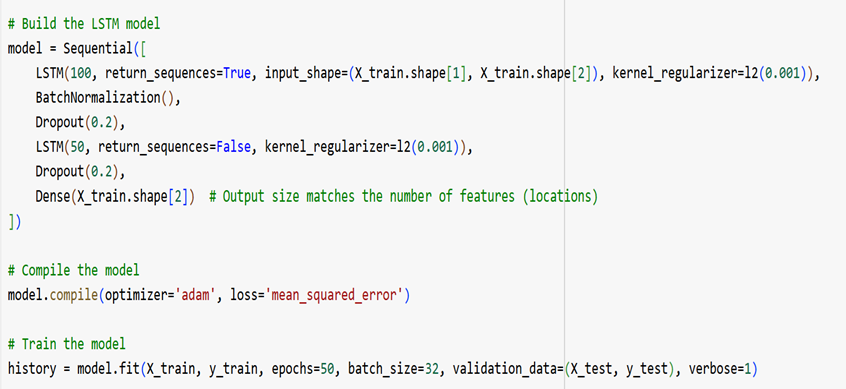 # Build the LSTM model
model = Sequential([
    LSTM(100, return_sequences=True, input_shape=(X_train.shape[1], X_train.shape[2]), kernel_regularizer=l2(0.001)),
    BatchNormalization(),
    Dropout(0.2),
    LSTM(50, return_sequences=False, kernel_regularizer=l2(0.001)),
    Dropout(0.2),
    Dense(X_train.shape[2])  # Output size matches the number of features (locations)
])
# Compile the model
model.compile(optimizer='adam', loss='mean_squared_error')
# Train the model
history = model.fit(X_train, y_train, epochs=50, batch_size=32, validation_data=(X_test, y_test), verbose=1)